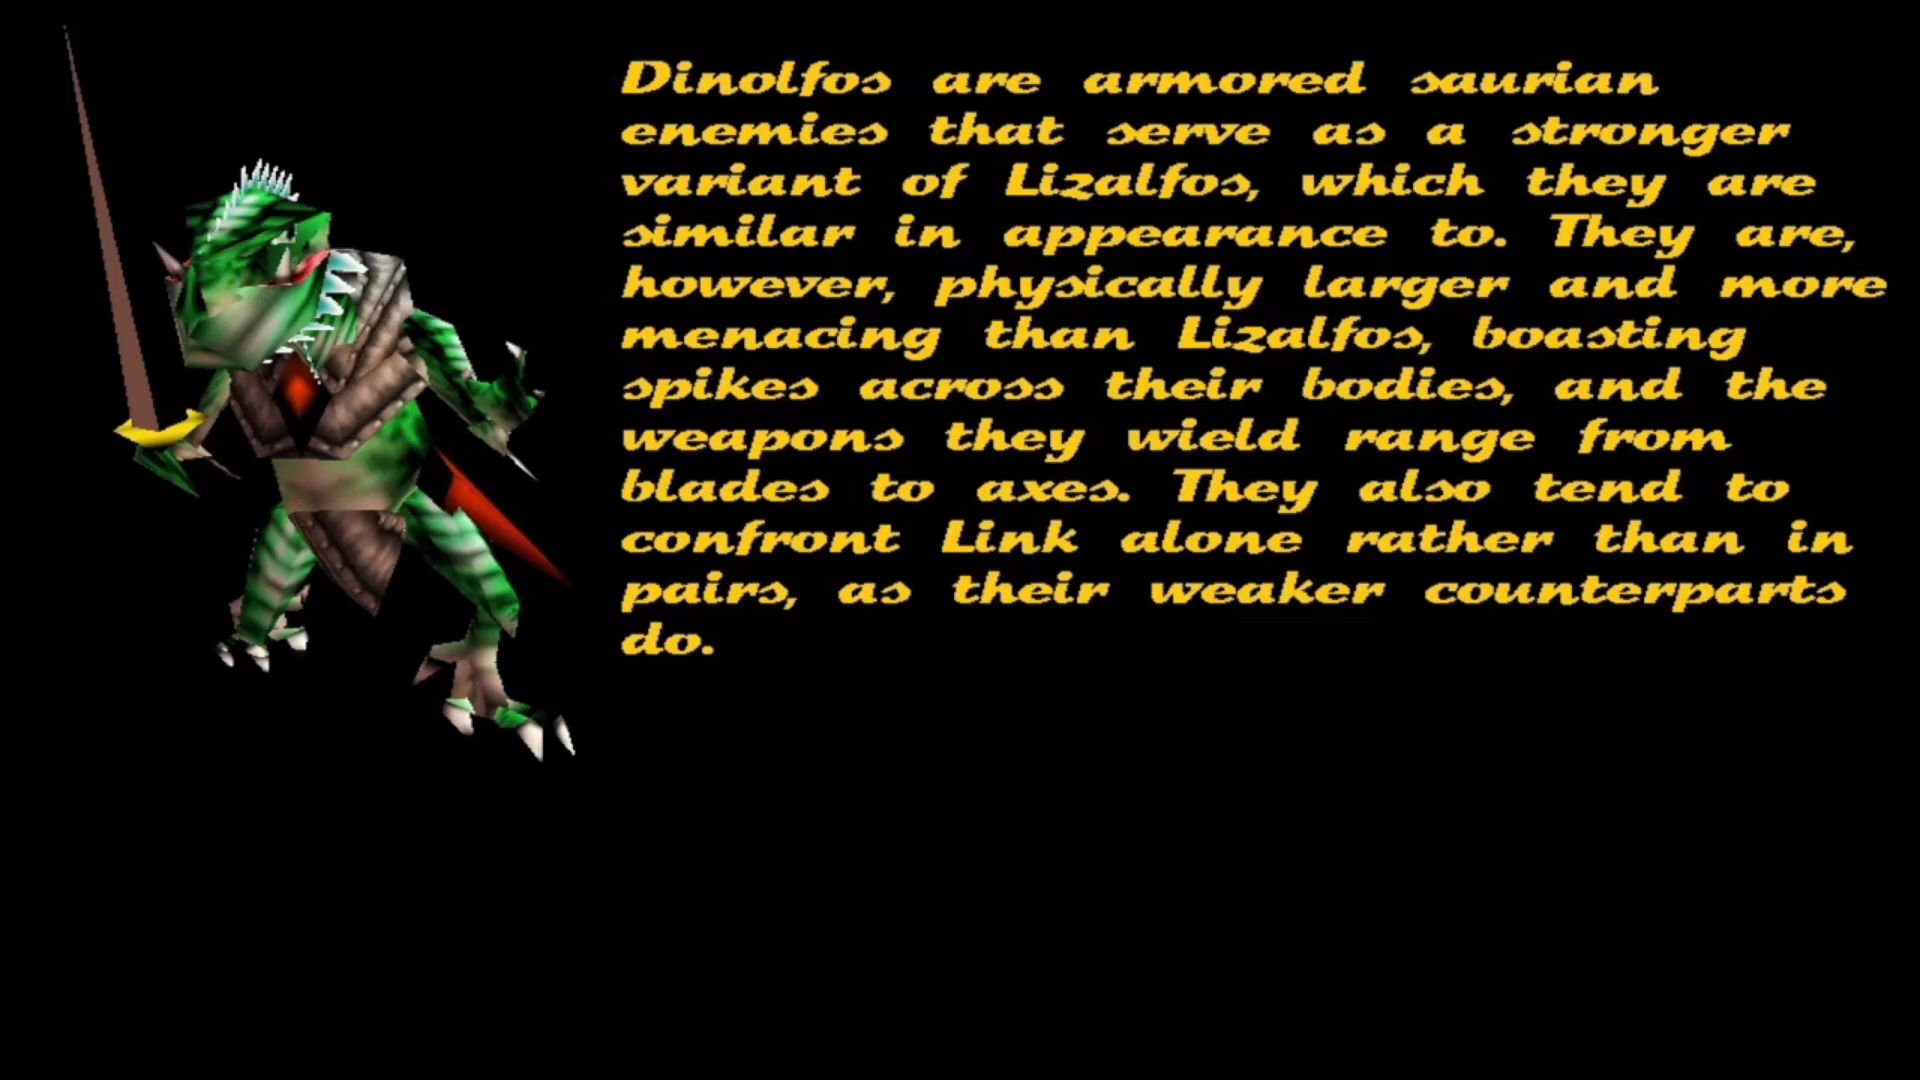 Dinolfos are armored saurian
enemies that serve as a stronger
variant of Lizalfos, which they are
similar in appearance to. They are,
however, physically larger and more
menacing than Lizalfos, boasting
spikes across their bodies, and the
weapons they wield range from
blades to axes. They also tend to
confront Link alone rather than in
pairs, as their weaker counterparts
do.